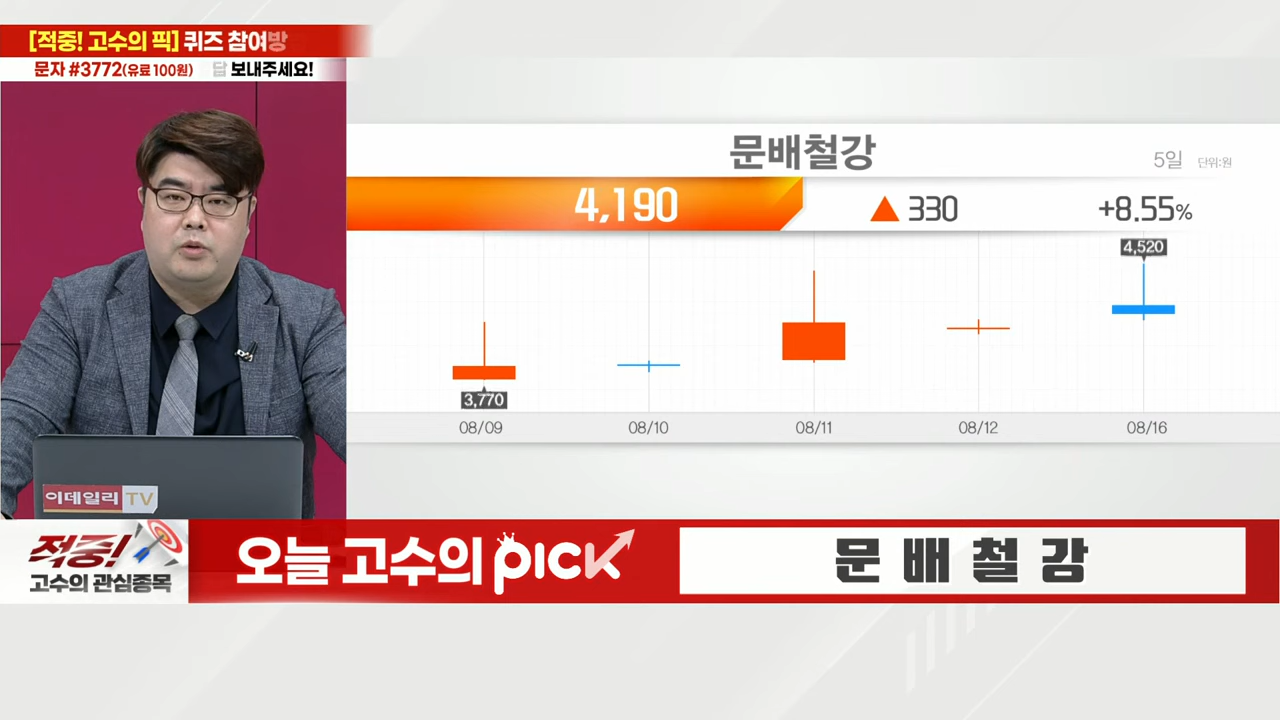 [적중! 고수의 픽] 퀴즈 참여방
문자 #3772(유료 100원) 답 보내주세요!
문배철강
5일 단위:원
4,190 ▲ 330 +8.55%
4,520
3,770
08/09 08/10 08/11 08/12 08/16
이데일리 TV
적중!
고수의 관심종목
오늘 고수의 PICK
문배철강